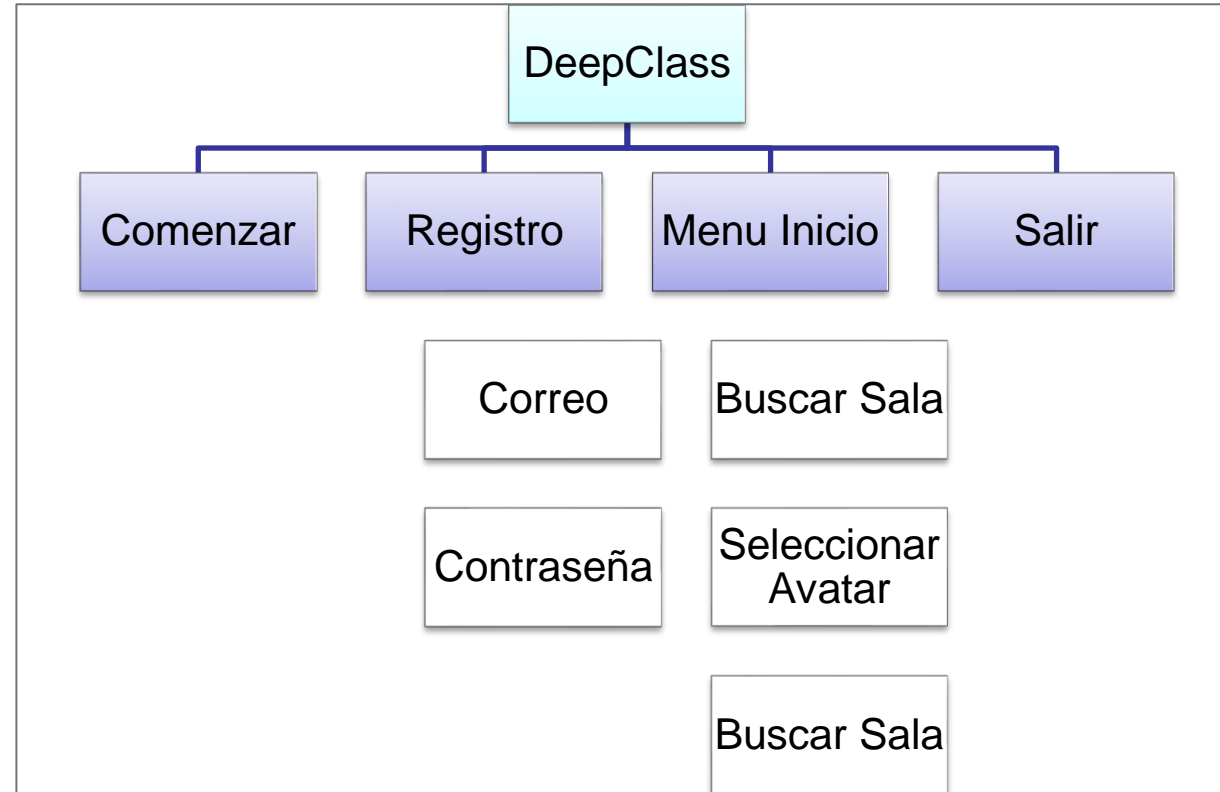 DeepClass
Comenzar
Registro
Menu Inicio
Salir
Correo
Buscar Sala
Contraseña
Seleccionar
Avatar
Buscar Sala